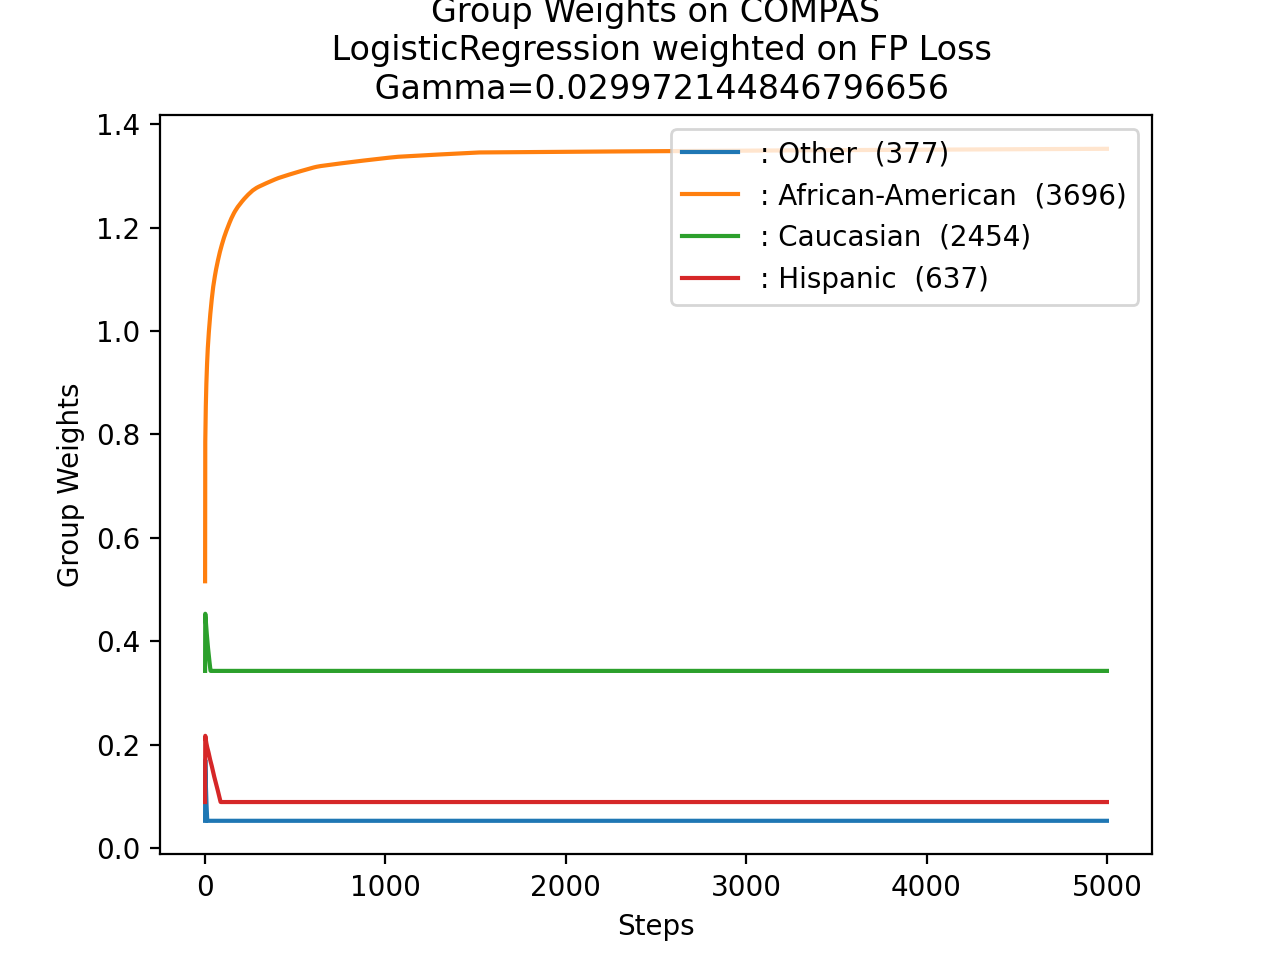 Group Weights on COMPAS
LogisticRegression weighted on FP Loss
Gamma=0.029972144846796656
1.4
1.2
1.0
0.8
0.6
0.4
0.2
0.0
Group Weights
: Other (377)
: African-American (3696)
: Caucasian (2454)
: Hispanic (637)
0 1000 2000 3000 4000 5000
Steps